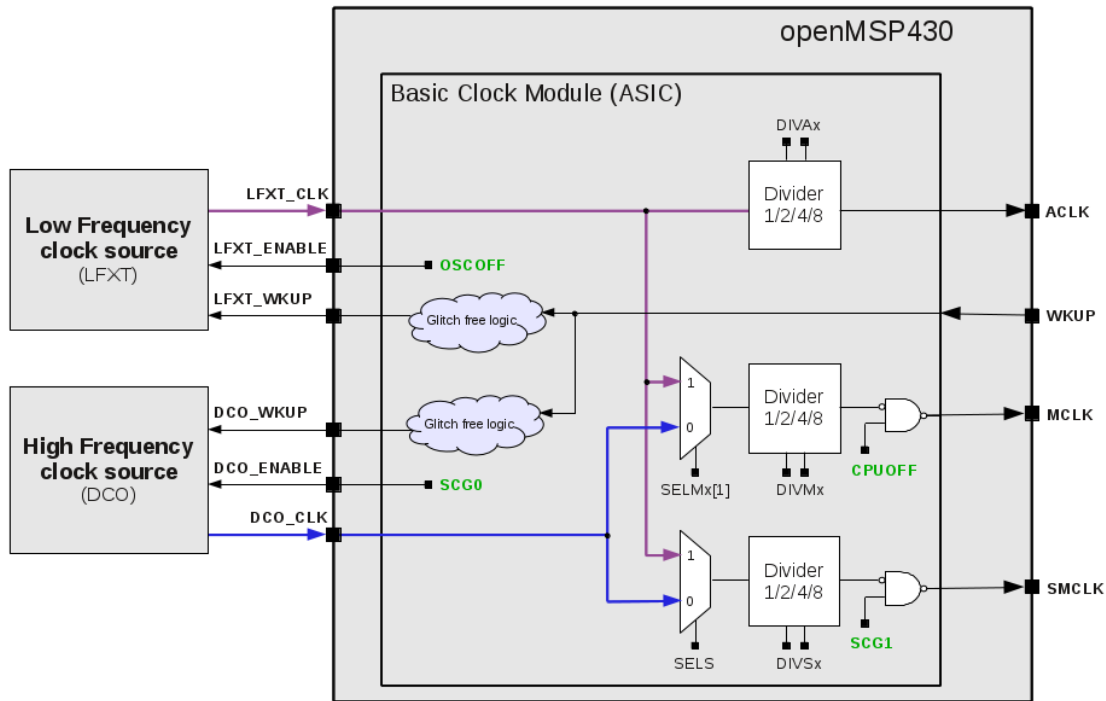 openMSP430
Basic Clock Module (ASIC)
DIVAx
Divider
1/2/4/8
LFXT_CLK
ACLK
Low Frequency
clock source
(LFXT)
LFXT_ENABLE
OSCOFF
LFXT_WKUP
Glitch free logic
WKUP
1
0
Divider
1/2/4/8
MCLK
CPUOFF
SELMx[1]
DIVMx
High Frequency
clock source
(DCO)
DCO_WKUP
Glitch free logic
DCO_ENABLE
SCG0
DCO_CLK
1
0
Divider
1/2/4/8
SMCLK
SCG1
SELS
DIVSx